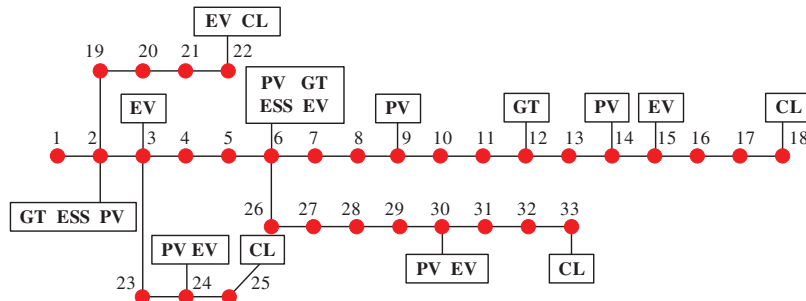 EV CL
19 20 21 22
PV GT
ESS EV
EV
PV
GT
PV
EV
CL
1 2 3 4 5 6 7 8 9 10 11 12 13 14 15 16 17 18
GT ESS PV
26 27 28 29 30 31 32 33
PV EV
CL
PV EV
CL
23 24 25